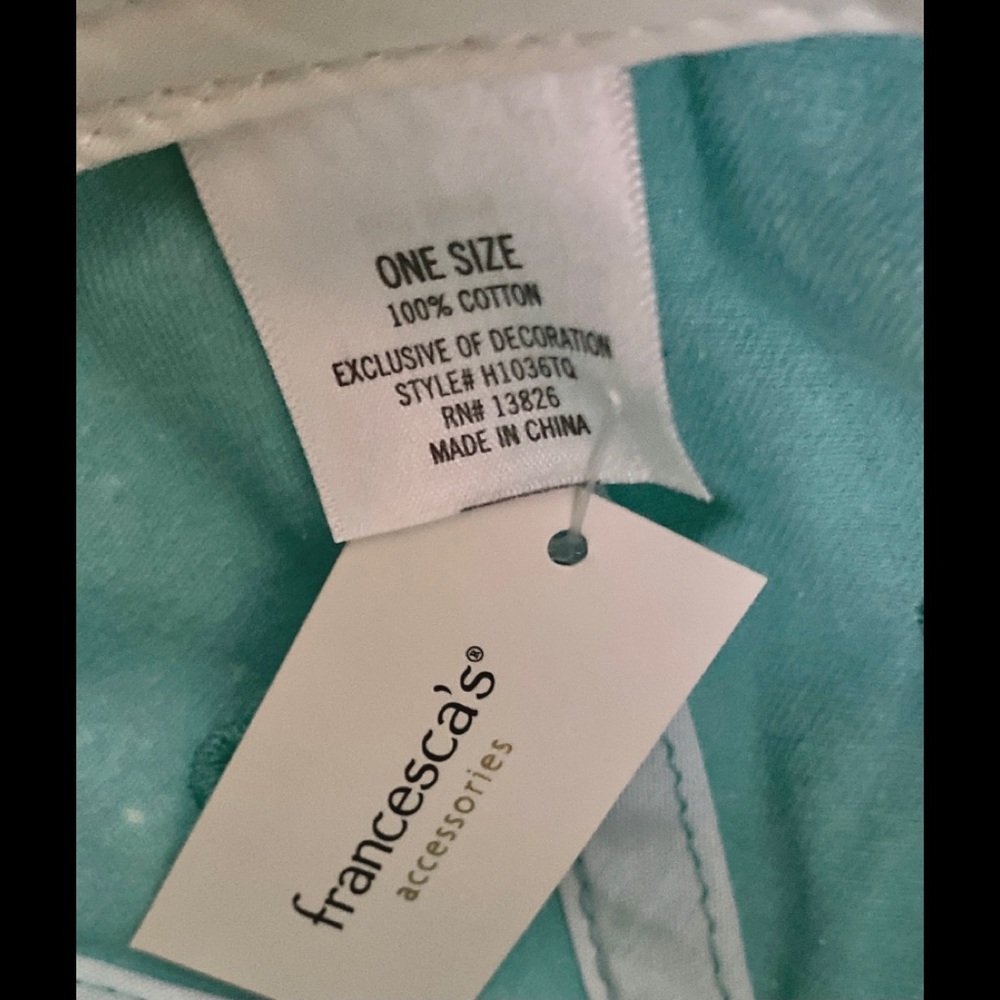 ONE SIZE
100% COTTON
EXCLUSIVE OF DECORATION
STYLE# H1036TQ
RN# 13826
MADE IN CHINA
francesca's®
accessories